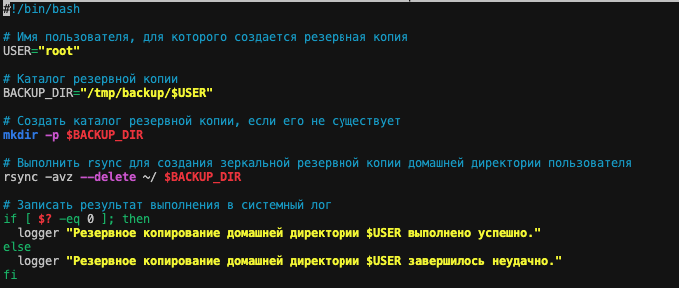 #!/bin/bash
# Имя пользователя, для которого создается резервная копия
USER="root"
# Каталог резервной копии
BACKUP_DIR="/tmp/backup/$USER"
# Создать каталог резервной копии, если его не существует
mkdir -p $BACKUP_DIR
# Выполнить rsync для создания зеркальной резервной копии домашней директории пользователя
rsync -avz --delete ~/ $BACKUP_DIR
# Записать результат выполнения в системный лог
if [ $? -eq 0 ]; then
  logger "Резервное копирование домашней директории $USER выполнено успешно."
else
  logger "Резервное копирование домашней директории $USER завершилось неудачно."
fi